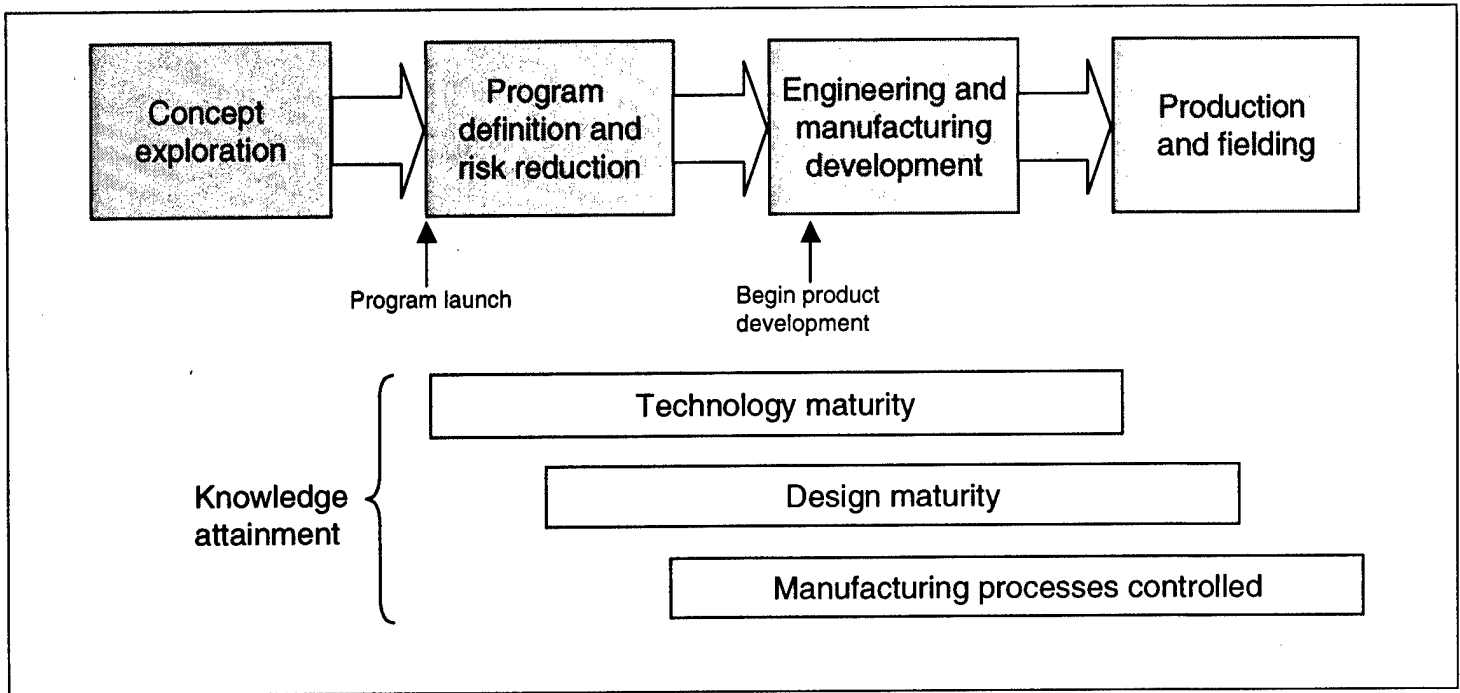 Concept
exploration
Program
definition and
risk reduction
Engineering and
manufacturing
development
Production
and fielding
Program launch
Begin product
development
Knowledge
attainment
Technology maturity
Design maturity
Manufacturing processes controlled